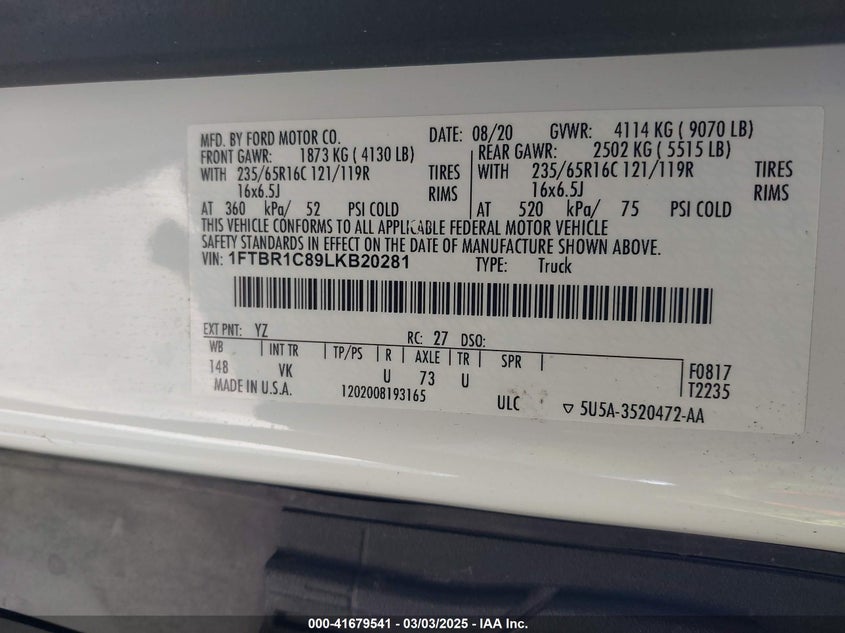 MFD. BY FORD MOTOR CO. DATE: 08/20 GVWR: 4114 KG ( 9070 LB)
FRONT GAWR: 1873 KG ( 4130 LB) REAR GAWR: 2502 KG ( 5515 LB)
WITH 235/65R16C 121/119R TIRES WITH 235/65R16C 121/119R TIRES
16x6.5J RIMS 16x6.5J RIMS
AT 360 kPa/ 52 PSI COLD AT 520 kPa/ 75 PSI COLD
THIS VEHICLE CONFORMS TO ALL APPLICABLE FEDERAL MOTOR VEHICLE
SAFETY STANDARDS IN EFFECT ON THE DATE OF MANUFACTURE SHOWN ABOVE.
VIN: 1FTBR1C89LKB20281 TYPE: Truck
EXT PNT: YZ RC: 27 DSO:
WB INT TR TP/PS R AXLE TR SPR F0817
148 VK U 73 U T2235
MADE IN U.S.A. 1202008193165 ULC ▽ 5U5A-3520472-AA
000-41679541 / 03/03/2025 - IAA Inc.